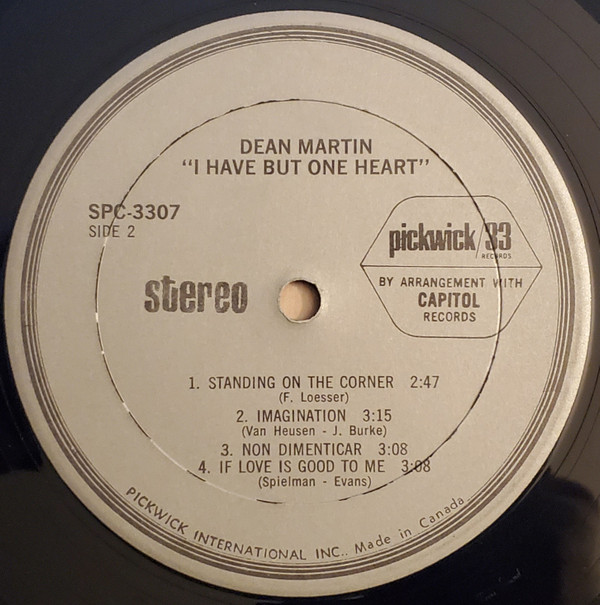 DEAN MARTIN
"I HAVE BUT ONE HEART"
SPC-3307
SIDE 2
pickwick/33
RECORDS
BY ARRANGEMENT WITH
CAPITOL
RECORDS
stereo
1. STANDING ON THE CORNER 2:47
(F. Loesser)
2. IMAGINATION 3:15
(Van Heusen - J. Burke)
3. NON DIMENTICAR 3:08
4. IF LOVE IS GOOD TO ME 3:08
(Spielman - Evans)
PICKWICK INTERNATIONAL INC.. Made in Canada